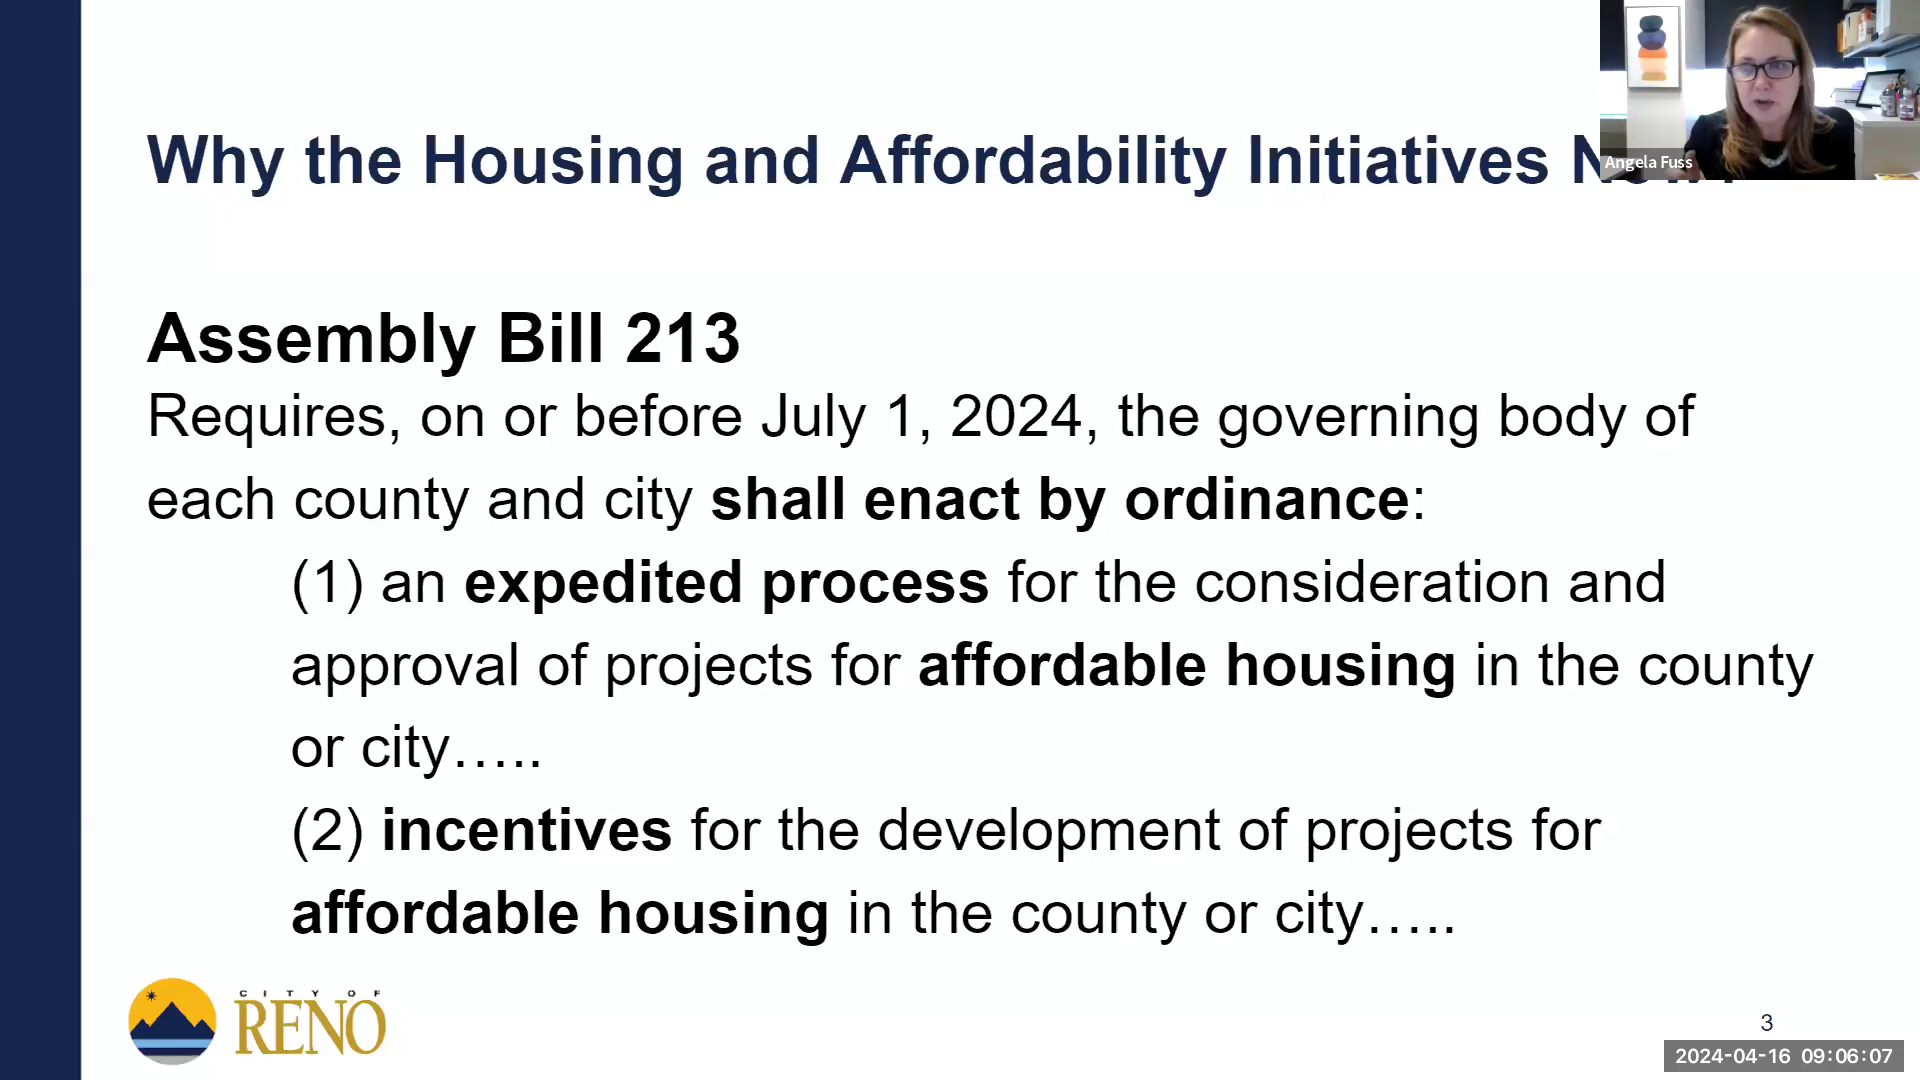 Why the Housing and Affordability Initiatives
Angela Fuss
Assembly Bill 213
Requires, on or before July 1, 2024, the governing body of
each county and city shall enact by ordinance:
(1) an expedited process for the consideration and
approval of projects for affordable housing in the county
or city…..
(2) incentives for the development of projects for
affordable housing in the county or city…..
CITY OF
RENO
3
2024-04-16 09:06:07